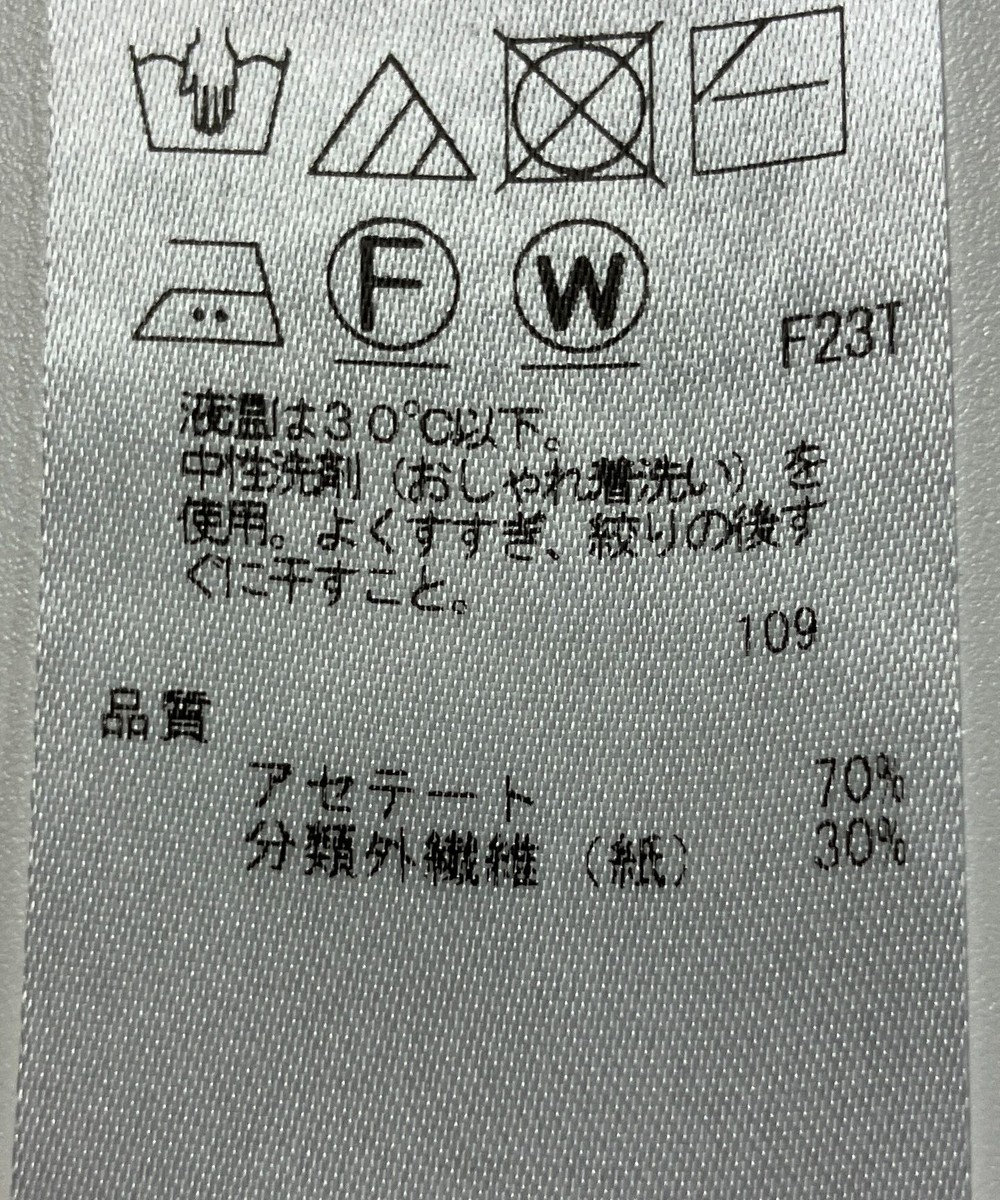 F W
F23T
液温は30℃以下。
中性洗剤（おしゃれ着洗い）を
使用。よくすすぎ、絞りの後す
ぐに干すこと。
109
品質
アセテート 70%
分類外繊維（紙） 30%